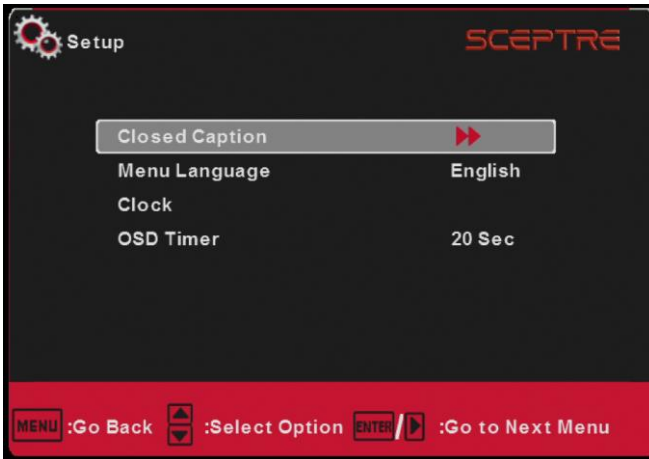 Setup
SCEPTRE
Closed Caption
Menu Language English
Clock
OSD Timer 20 Sec
MENU :Go Back :Select Option ENTER/ :Go to Next Menu